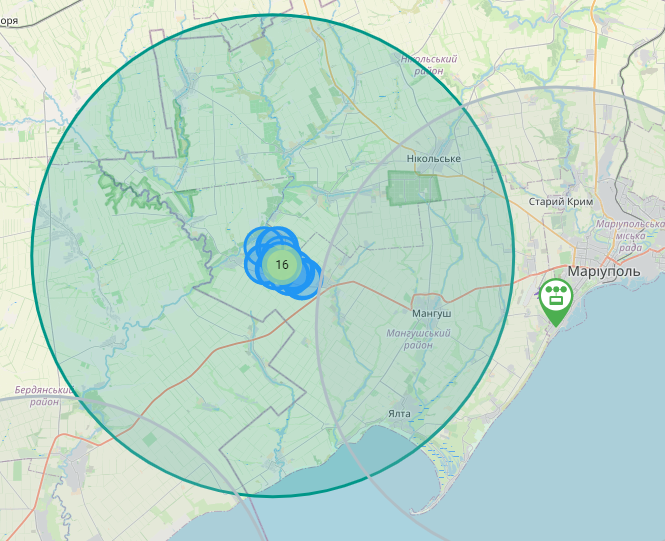 оря
Нікольський
район
Нікольське
Старий Крим
Маріупольська
міська
рада
Маріуполь
16
Мангуш
Мангушський
район
Бердянський
район
Ялта